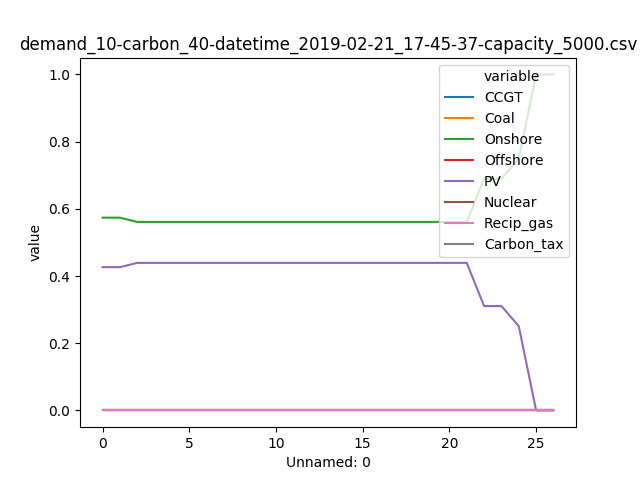 demand_10-carbon_40-datetime_2019-02-21_17-45-37-capacity_5000.csv
1.0
0.8
0.6
0.4
0.2
0.0
value
variable
CCGT
Coal
Onshore
Offshore
PV
Nuclear
Recip_gas
Carbon_tax
0
5
10
15
20
25
Unnamed: 0